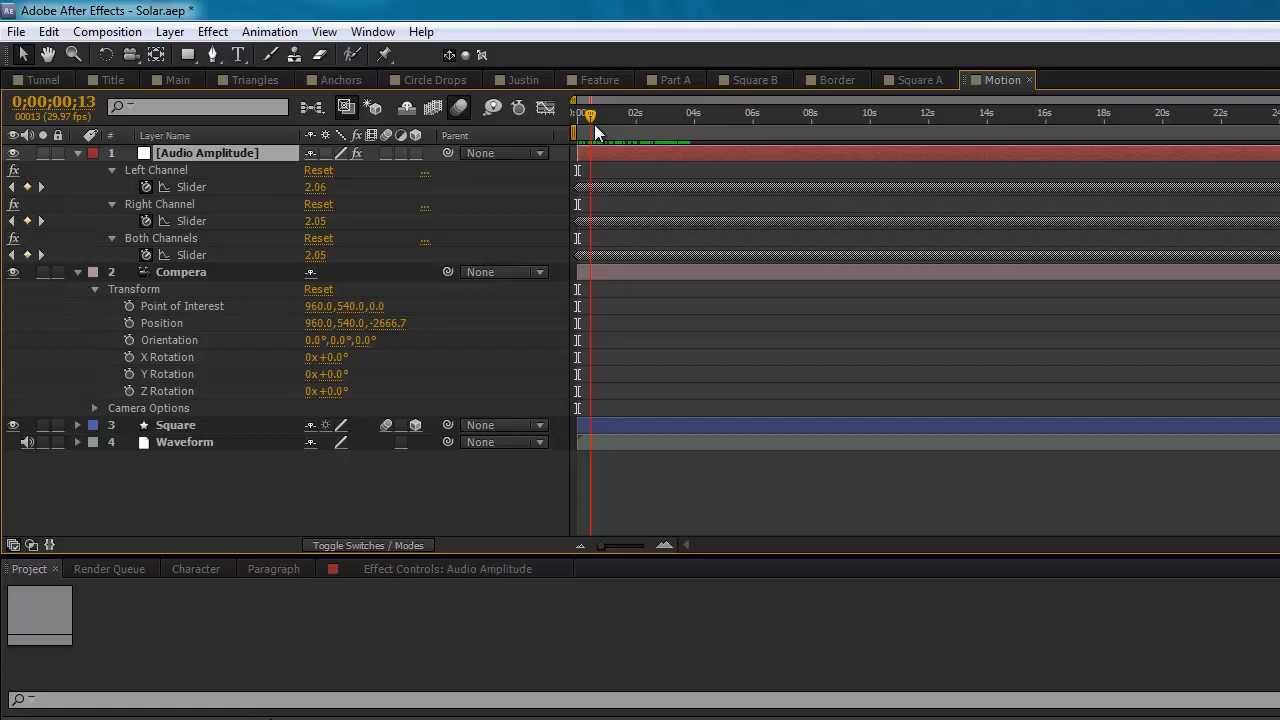 Adobe After Effects - Solar.aep *
File Edit Composition Layer Effect Animation View Window Help
Tunnel Title Main Triangles Anchors Circle Drops Justin Feature Part A Square B Border Square A Motion ×
0;00;00;13
00013 (29.97 fps)
02s 04s 06s 08s 10s 12s 14s 16s 18s 20s 22s
# Layer Name Parent
1 [Audio Amplitude] None
Left Channel Reset ...
Slider 2.06
Right Channel Reset ...
Slider 2.05
Both Channels Reset ...
Slider 2.05
2 Compera None
Transform Reset
Point of Interest 960.0,540.0,0.0
Position 960.0,540.0,-2666.7
Orientation 0.0°,0.0°,0.0°
X Rotation 0x+0.0°
Y Rotation 0x+0.0°
Z Rotation 0x+0.0°
Camera Options
3 Square None
4 Waveform None
Toggle Switches / Modes
Project × Render Queue Character Paragraph Effect Controls: Audio Amplitude